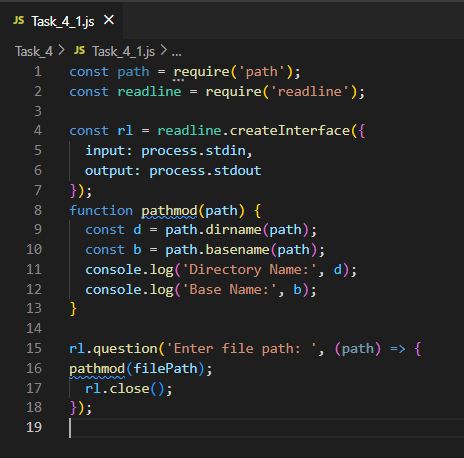 JS Task_4_1.js ×
Task_4 > JS Task_4_1.js > ...
1 const path = require('path');
2 const readline = require('readline');
3
4 const rl = readline.createInterface({
5   input: process.stdin,
6   output: process.stdout
7 });
8 function pathmod(path) {
9   const d = path.dirname(path);
10   const b = path.basename(path);
11   console.log('Directory Name:', d);
12   console.log('Base Name:', b);
13 }
14
15 rl.question('Enter file path: ', (path) => {
16 pathmod(filePath);
17   rl.close();
18 });
19